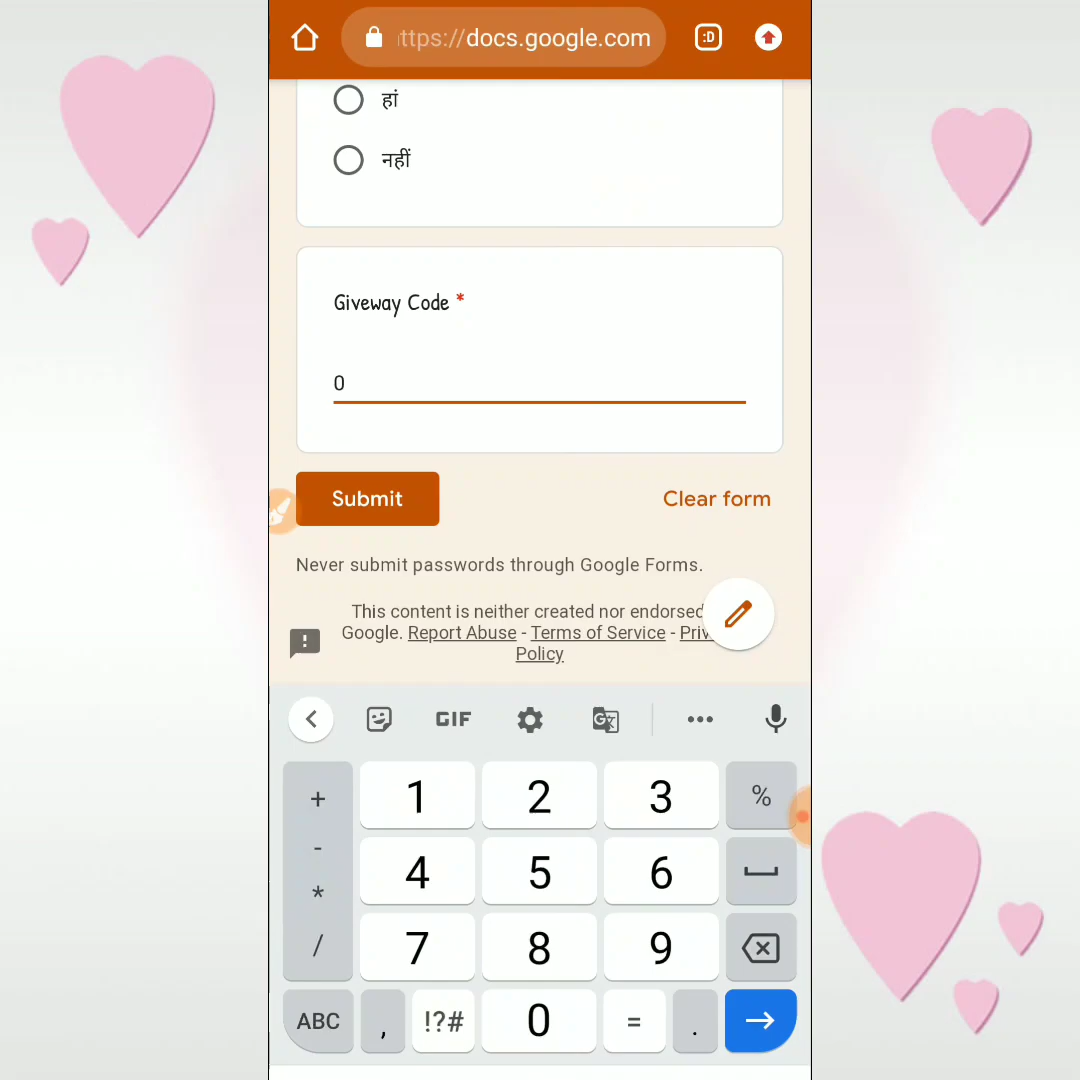 ttps://docs.google.com
:D
हां
नहीं
Giveway Code *
0
Submit
Clear form
Never submit passwords through Google Forms.
This content is neither created nor endorsed
Google. Report Abuse - Terms of Service - Priv
Policy
GIF
+ 1 2 3 %
- 4 5 6
*
/ 7 8 9
ABC , !?# 0 = .